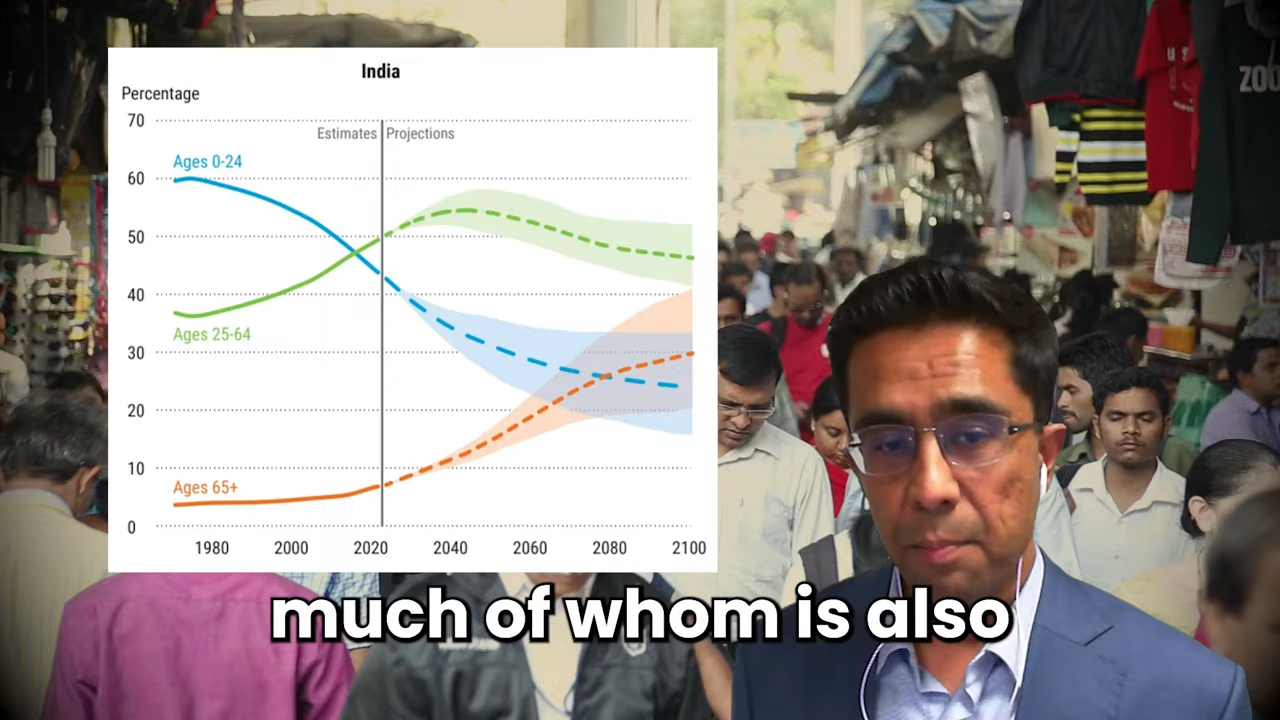 India
Percentage
70
Estimates Projections
Ages 0-24
60
50
40
Ages 25-64
30
20
10
Ages 65+
0
1980 2000 2020 2040 2060 2080 2100
much of whom is also
ZOO